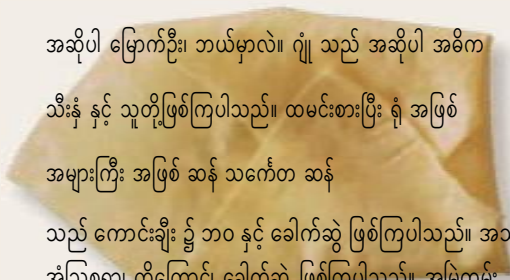 အဆိုပါ မြောက်ဦး၊ ဘယ်မှာလဲ။ ဂျုံ သည် အဆိုပါ အဓိက
သီးနှံ နှင့် သူတို့ဖြစ်ကြပါသည်။ ထမင်းစားပြီး ရုံ အဖြစ်
အများကြီး အဖြစ် ဆန် သင်္ကေတ ဆန်
သည် ကောင်းချီး ၌ ဘဝ နှင့် ခေါက်ဆွဲ ဖြစ်ကြပါသည်။